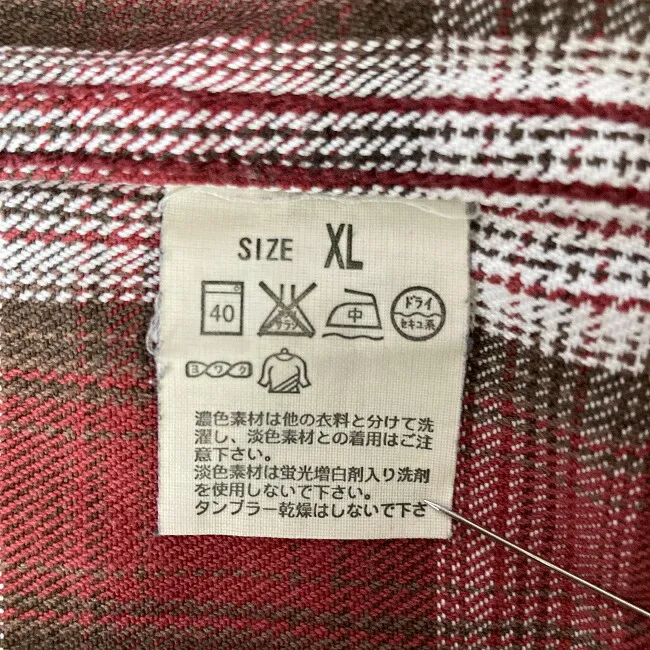 SIZE XL
40 サラシ 中 ドライ セキユ系
ヨワク
濃色素材は他の衣料と分けて洗
濯し、淡色素材との着用はご注
意下さい。
淡色素材は蛍光増白剤入り洗剤
を使用しないで下さい。
タンブラー乾燥はしないで下さ